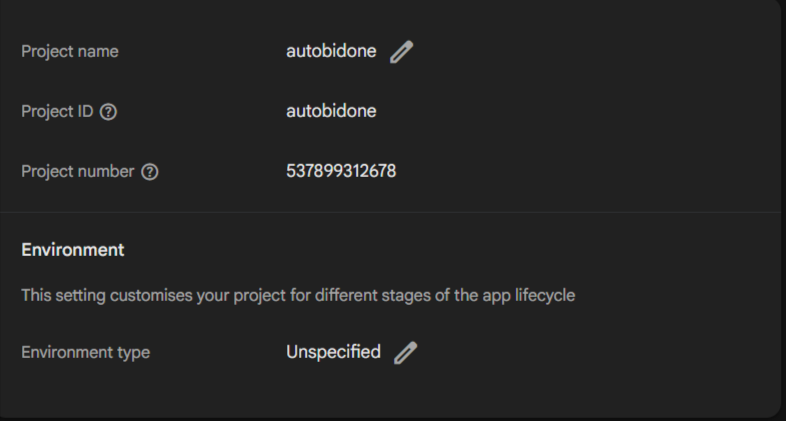 Project name autobidone
Project ID autobidone
Project number 537899312678
Environment
This setting customises your project for different stages of the app lifecycle
Environment type Unspecified